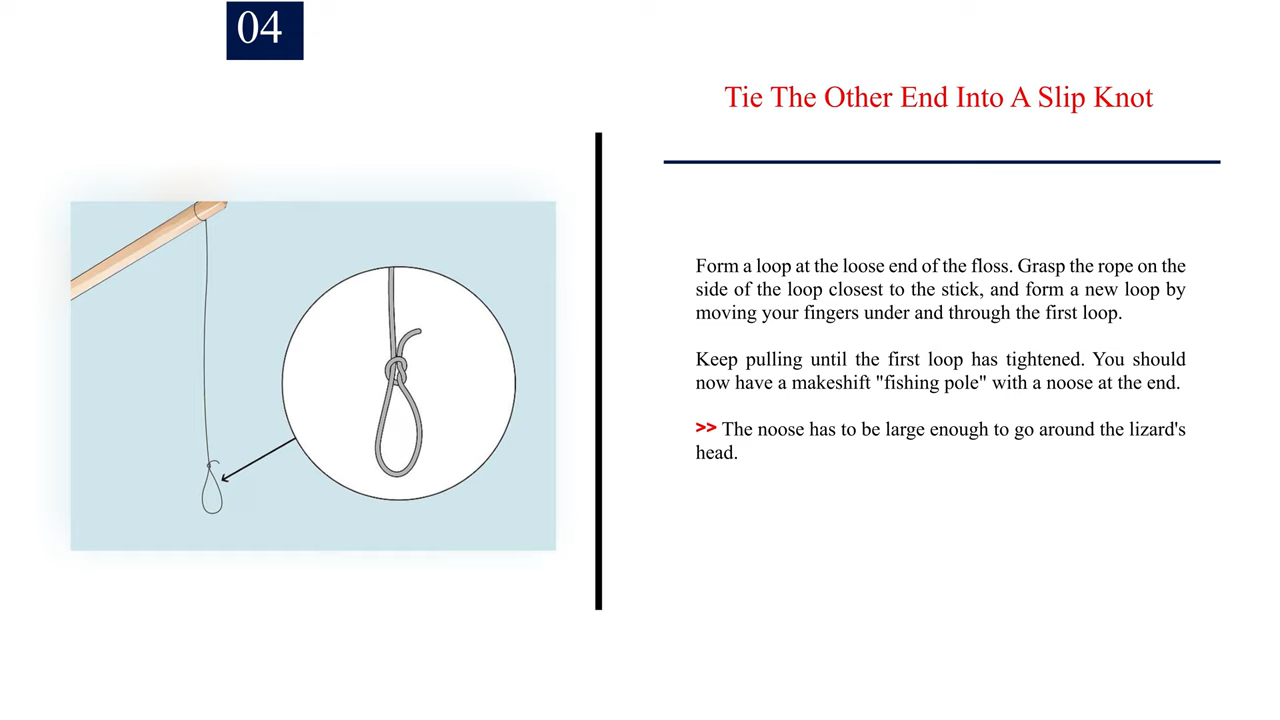 04
Tie The Other End Into A Slip Knot
Form a loop at the loose end of the floss. Grasp the rope on the
side of the loop closest to the stick, and form a new loop by
moving your fingers under and through the first loop.
Keep pulling until the first loop has tightened. You should
now have a makeshift "fishing pole" with a noose at the end.
>> The noose has to be large enough to go around the lizard's
head.